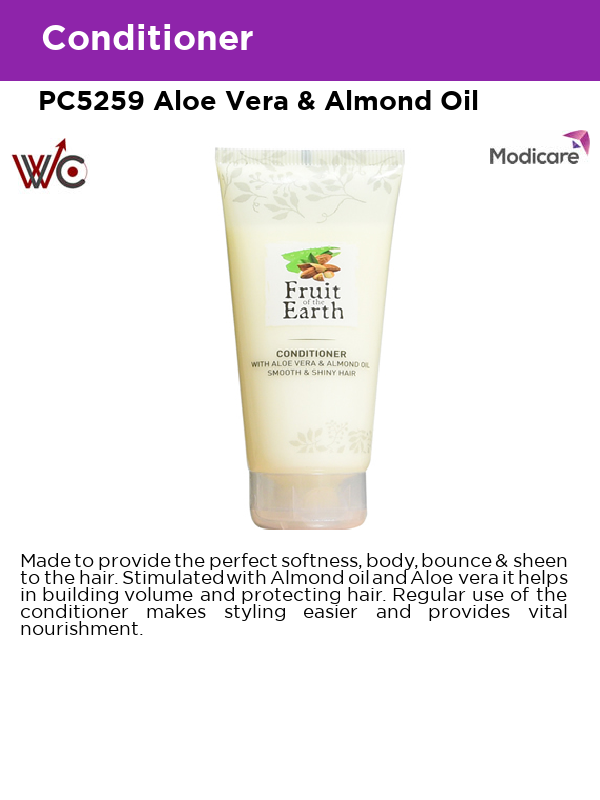 Conditioner
PC5259 Aloe Vera & Almond Oil
WC
Modicare
Fruit
of the
Earth
CONDITIONER
WITH ALOE VERA & ALMOND OIL
SMOOTH & SHINY HAIR
Made to provide the perfect softness, body, bounce & sheen
to the hair. Stimulated with Almond oil and Aloe vera it helps
in building volume and protecting hair. Regular use of the
conditioner makes styling easier and provides vital
nourishment.